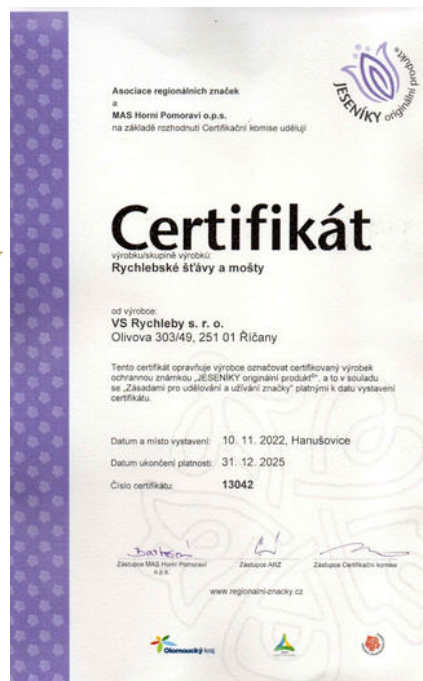 JESENÍKY originální produkt®
Asociace regionálních značek
a
MAS Horní Pomoraví o.p.s.
na základě rozhodnutí Certifikační komise udělují
Certifikát
výrobku/skupině výrobků:
Rychlebské šťávy a mošty
od výrobce:
VS Rychleby s. r. o.
Olivova 303/49, 251 01 Říčany
Tento certifikát opravňuje výrobce označovat certifikovaný výrobek
ochrannou známkou „JESENÍKY originální produkt®“, a to v souladu
se „Zásadami pro udělování a užívání značky“ platnými k datu vystavení
certifikátu.
Datum a místo vystavení: 10. 11. 2022, Hanušovice
Datum ukončení platnosti: 31. 12. 2025
Číslo certifikátu: 13042
Zástupce MAS Horní Pomoraví
o.p.s.
Zástupce ARZ
Zástupce Certifikační komise
www.regionalni-znacky.cz
Olomoucký kraj